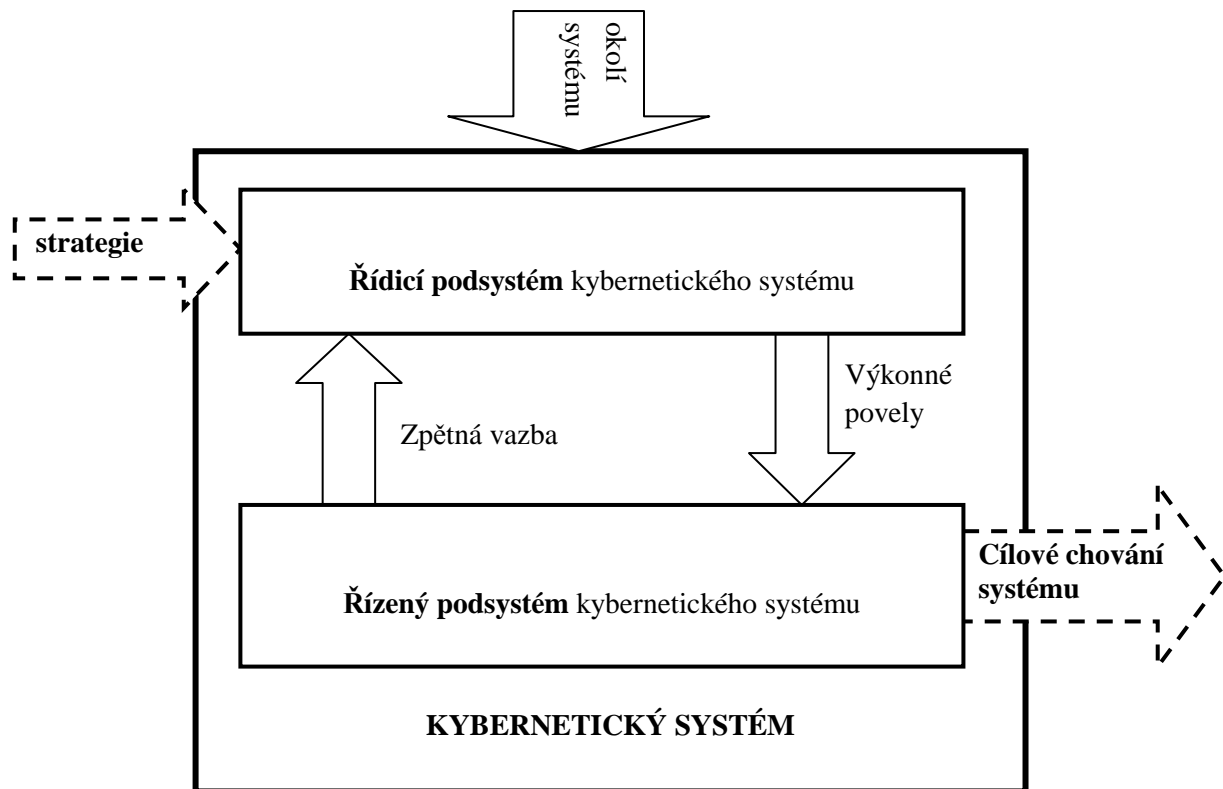 okolí
systému
strategie
Řídicí podsystém kybernetického systému
Výkonné
povely
Zpětná vazba
Cílové chování
systému
Řízený podsystém kybernetického systému
KYBERNETICKÝ SYSTÉM